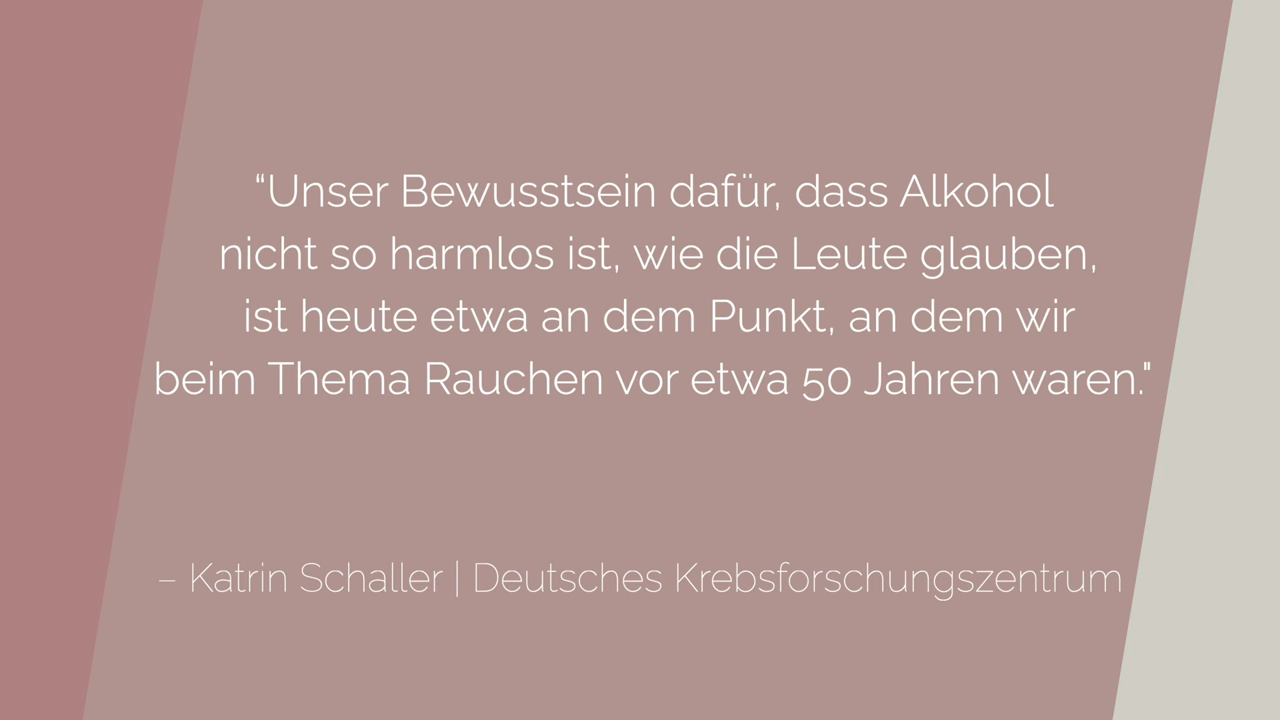 “Unser Bewusstsein dafür, dass Alkohol
nicht so harmlos ist, wie die Leute glauben,
ist heute etwa an dem Punkt, an dem wir
beim Thema Rauchen vor etwa 50 Jahren waren."
– Katrin Schaller | Deutsches Krebsforschungszentrum